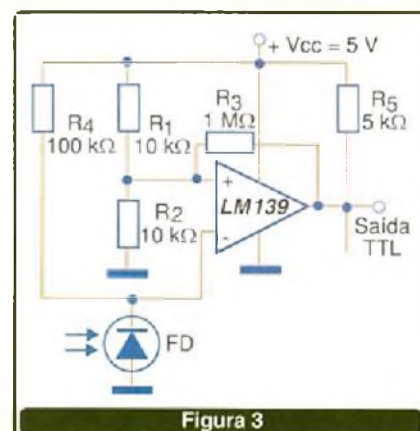 + Vcc = 5 V
R4
100 kΩ
R1
10 kΩ
R3
1 MΩ
R5
5 kΩ
R2
10 kΩ
+
LM139
-
Saida
TTL
FD
Figura 3